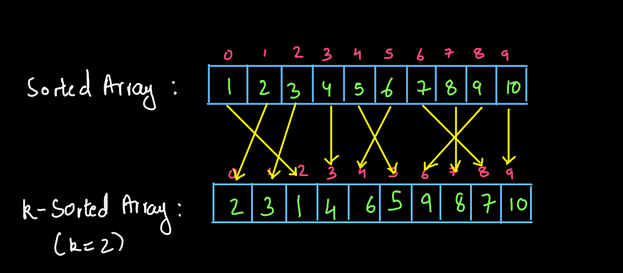 0 1 2 3 4 5 6 7 8 9
Sorted Array : 1 2 3 4 5 6 7 8 9 10
0 1 2 3 4 5 6 7 8 9
k-Sorted Array : 2 3 1 4 6 5 9 8 7 10
(k=2)